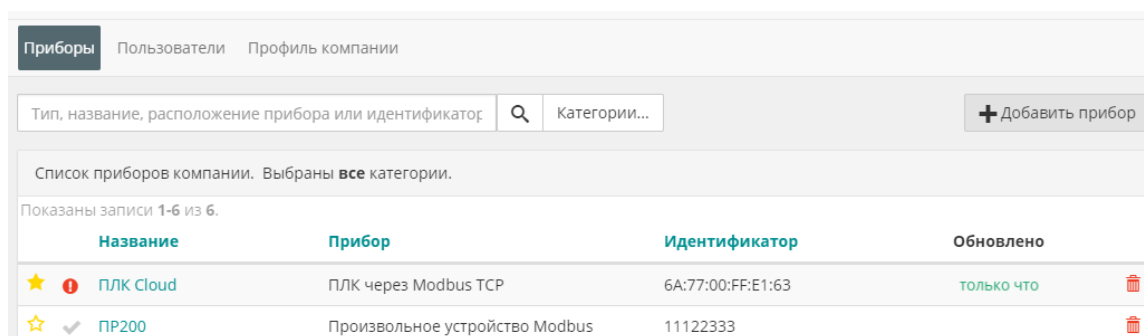 Приборы Пользователи Профиль компании
Тип, название, расположение прибора или идентификатор Категории... Добавить прибор
Список приборов компании. Выбраны все категории.
Показаны записи 1-6 из 6.
Название Прибор Идентификатор Обновлено
ПЛК Cloud ПЛК через Modbus TCP 6A:77:00:FF:E1:63 только что
ПР200 Произвольное устройство Modbus 11122333